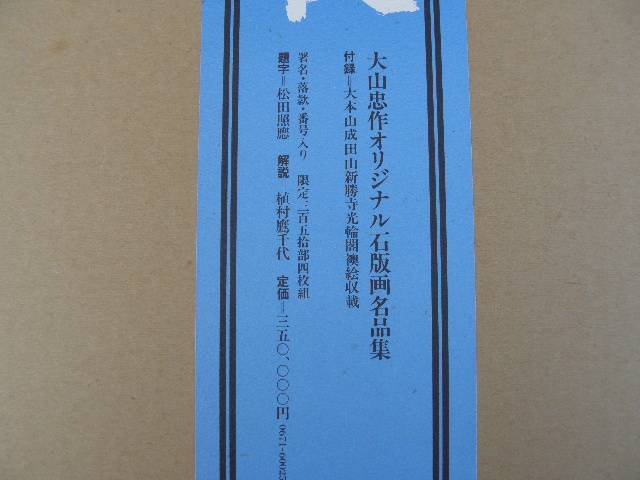 大山忠作オリジナル石版画名品集
付録＝大本山成田山新勝寺光輪閣襖絵収載
署名・落款・番号入り　限定二百五拾部四枚組
題字＝松田照應　解説＝植村鷹千代　定価＝三五〇、〇〇〇円 0671-60023